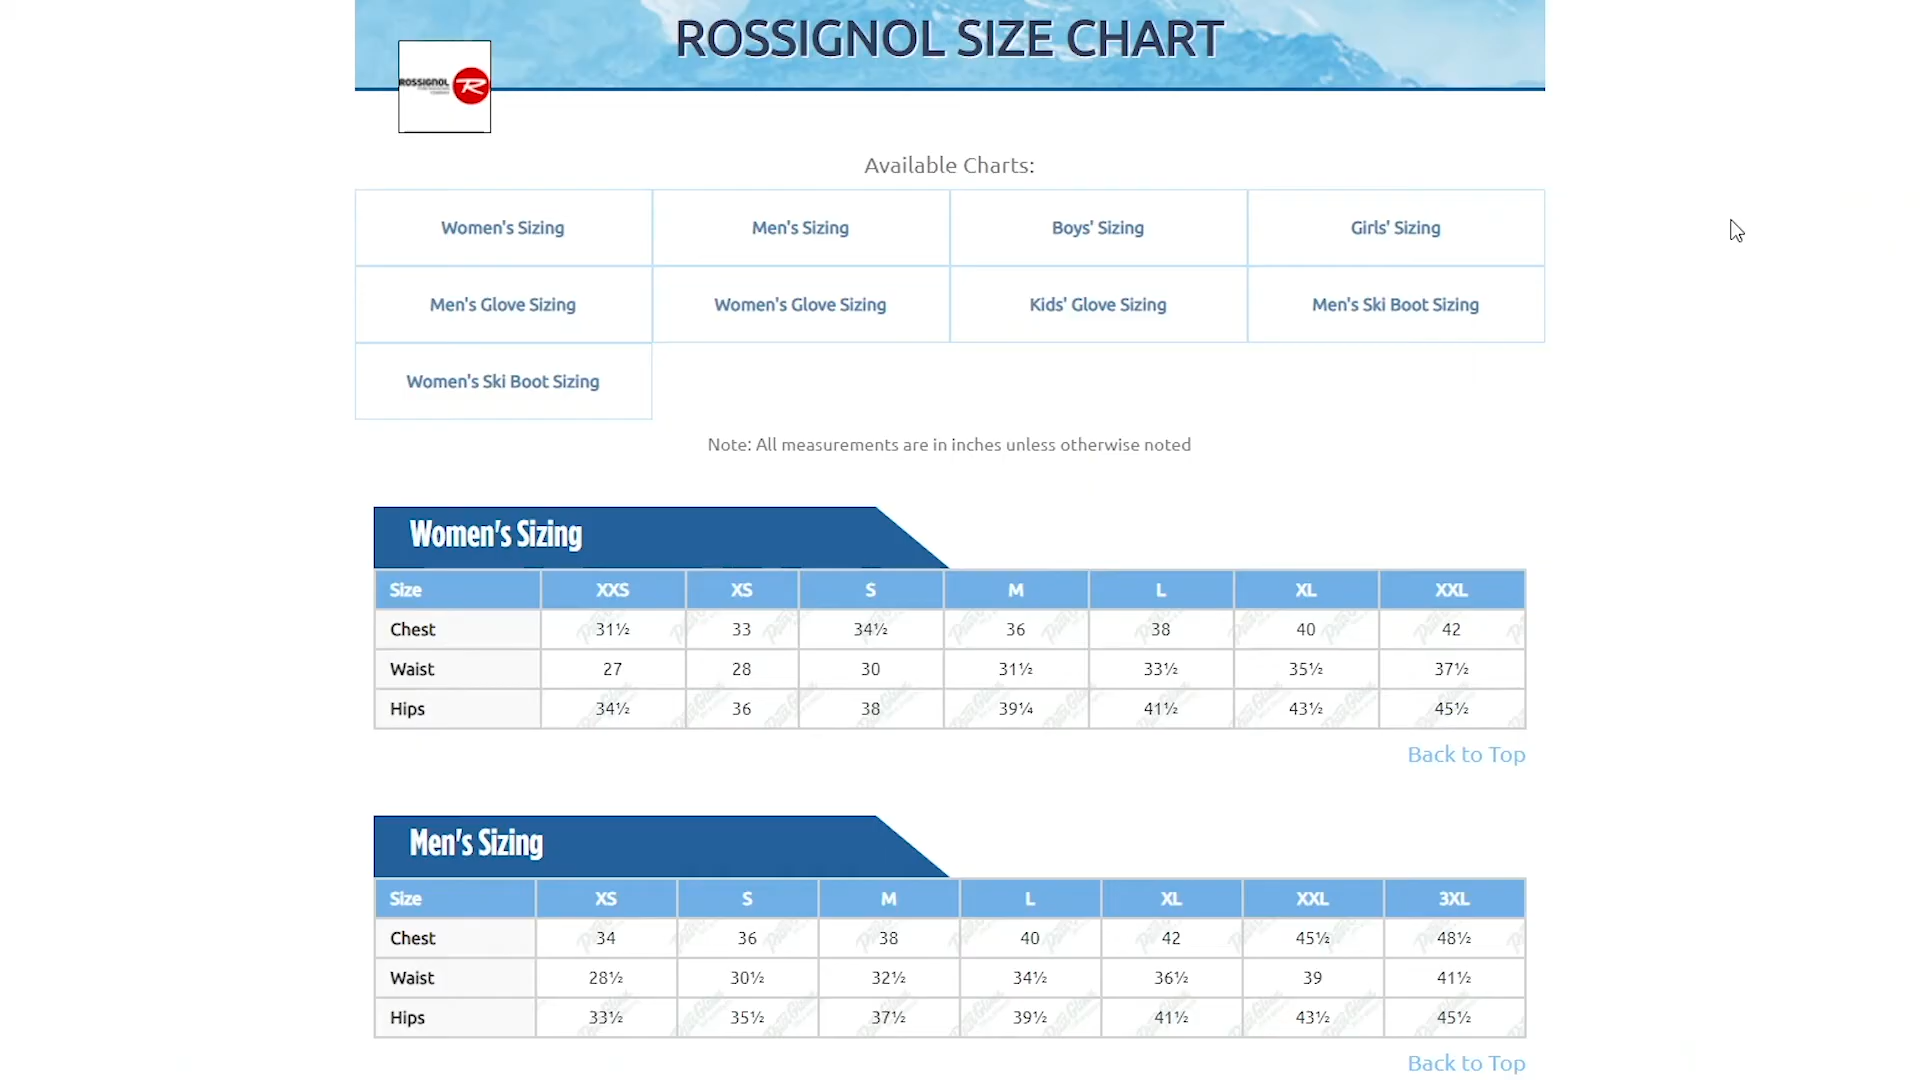 ROSSIGNOL SIZE CHART
ROSSIGNOL
Available Charts:
Women's Sizing Men's Sizing Boys' Sizing Girls' Sizing
Men's Glove Sizing Women's Glove Sizing Kids' Glove Sizing Men's Ski Boot Sizing
Women's Ski Boot Sizing
Note: All measurements are in inches unless otherwise noted
Women's Sizing
Size XXS XS S M L XL XXL
Chest 31½ 33 34½ 36 38 40 42
Waist 27 28 30 31½ 33½ 35½ 37½
Hips 34½ 36 38 39¼ 41½ 43½ 45½
Back to Top
Men's Sizing
Size XS S M L XL XXL 3XL
Chest 34 36 38 40 42 45½ 48½
Waist 28½ 30½ 32½ 34½ 36½ 39 41½
Hips 33½ 35½ 37½ 39½ 41½ 43½ 45½
Back to Top